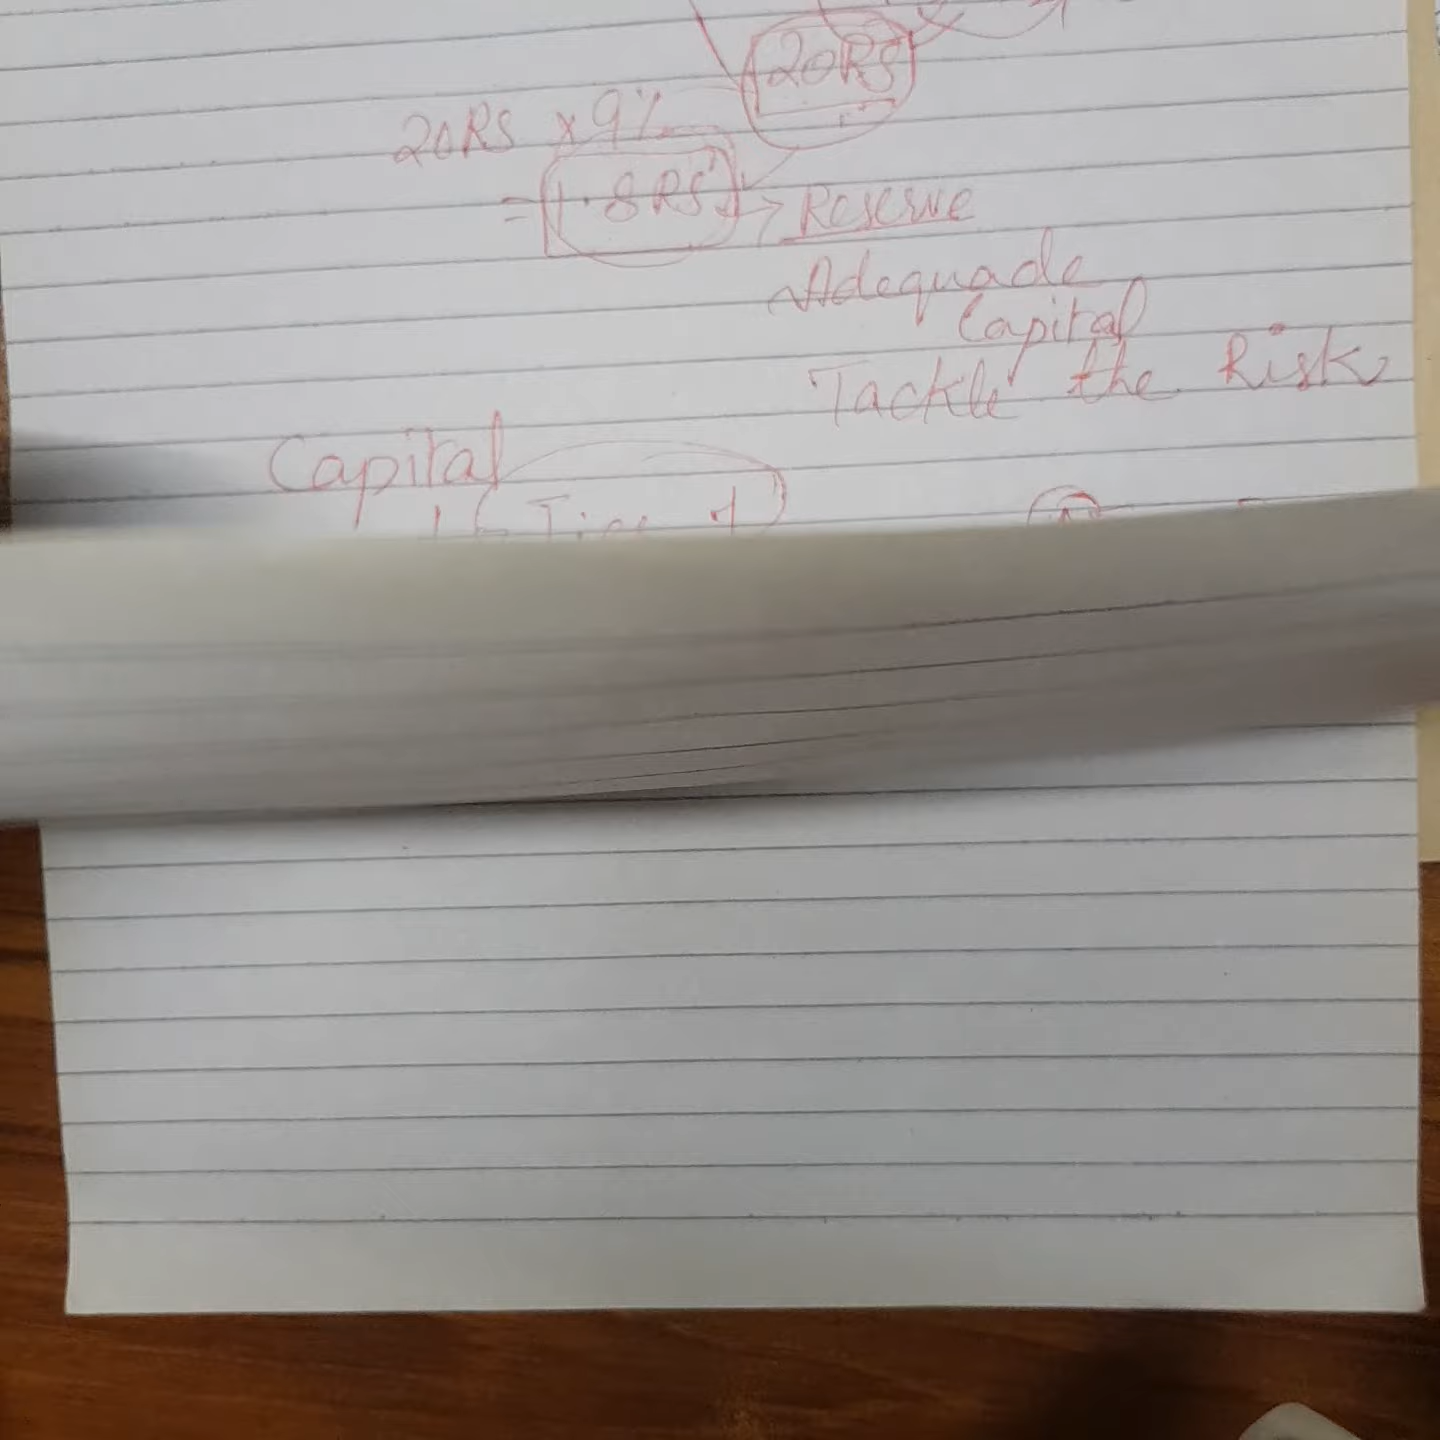 20RS
20RS × 9%
= 1.8RS → Reserve
Adequade
Capital
Tackle the Risk
Capital